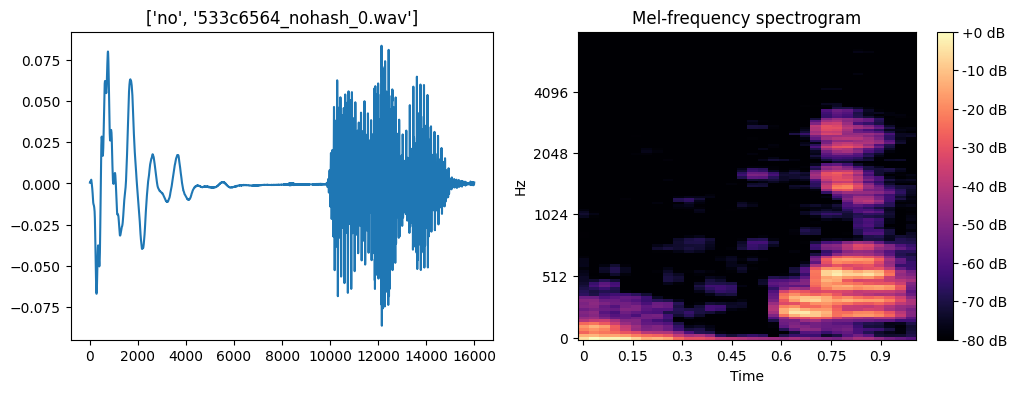 ['no', '533c6564_nohash_0.wav']
0.075
0.050
0.025
0.000
−0.025
−0.050
−0.075
0 2000 4000 6000 8000 10000 12000 14000 16000
Mel-frequency spectrogram
Hz
4096
2048
1024
512
0
0 0.15 0.3 0.45 0.6 0.75 0.9
Time
+0 dB
-10 dB
-20 dB
-30 dB
-40 dB
-50 dB
-60 dB
-70 dB
-80 dB